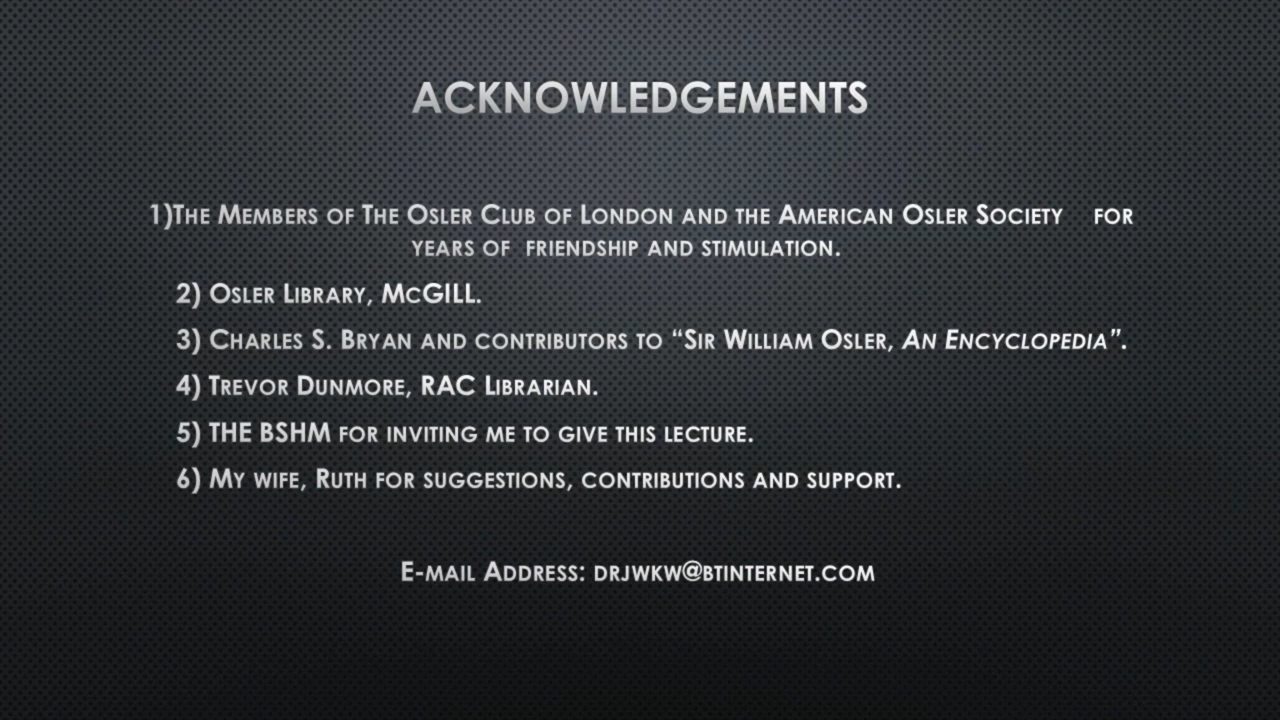 ACKNOWLEDGEMENTS
1)The Members of The Osler Club of London and the American Osler Society for
years of friendship and stimulation.
2) Osler Library, McGILL.
3) Charles S. Bryan and contributors to “Sir William Osler, An Encyclopedia”.
4) Trevor Dunmore, RAC Librarian.
5) THE BSHM for inviting me to give this lecture.
6) My wife, Ruth for suggestions, contributions and support.
E-mail Address: drjwkw@btinternet.com